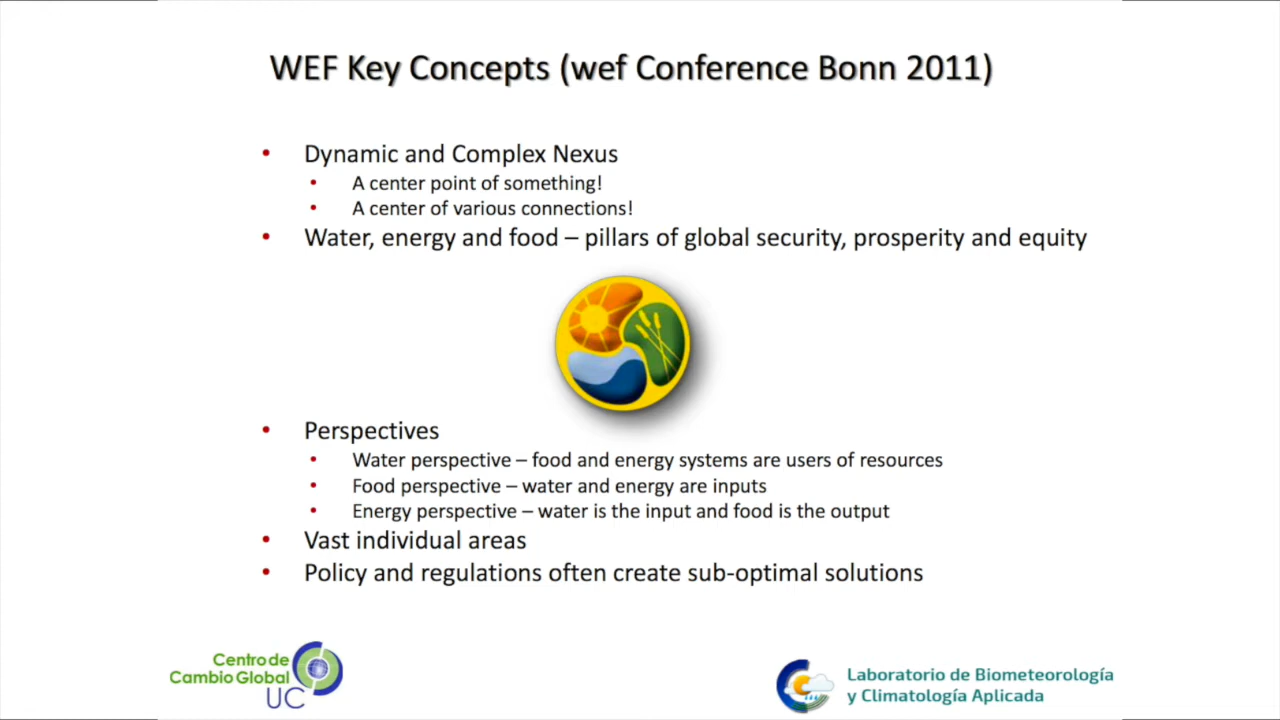 WEF Key Concepts (wef Conference Bonn 2011)
• Dynamic and Complex Nexus
• A center point of something!
• A center of various connections!
• Water, energy and food – pillars of global security, prosperity and equity
• Perspectives
• Water perspective – food and energy systems are users of resources
• Food perspective – water and energy are inputs
• Energy perspective – water is the input and food is the output
• Vast individual areas
• Policy and regulations often create sub-optimal solutions
Centro de
Cambio Global
UC
Laboratorio de Biometeorología
y Climatología Aplicada